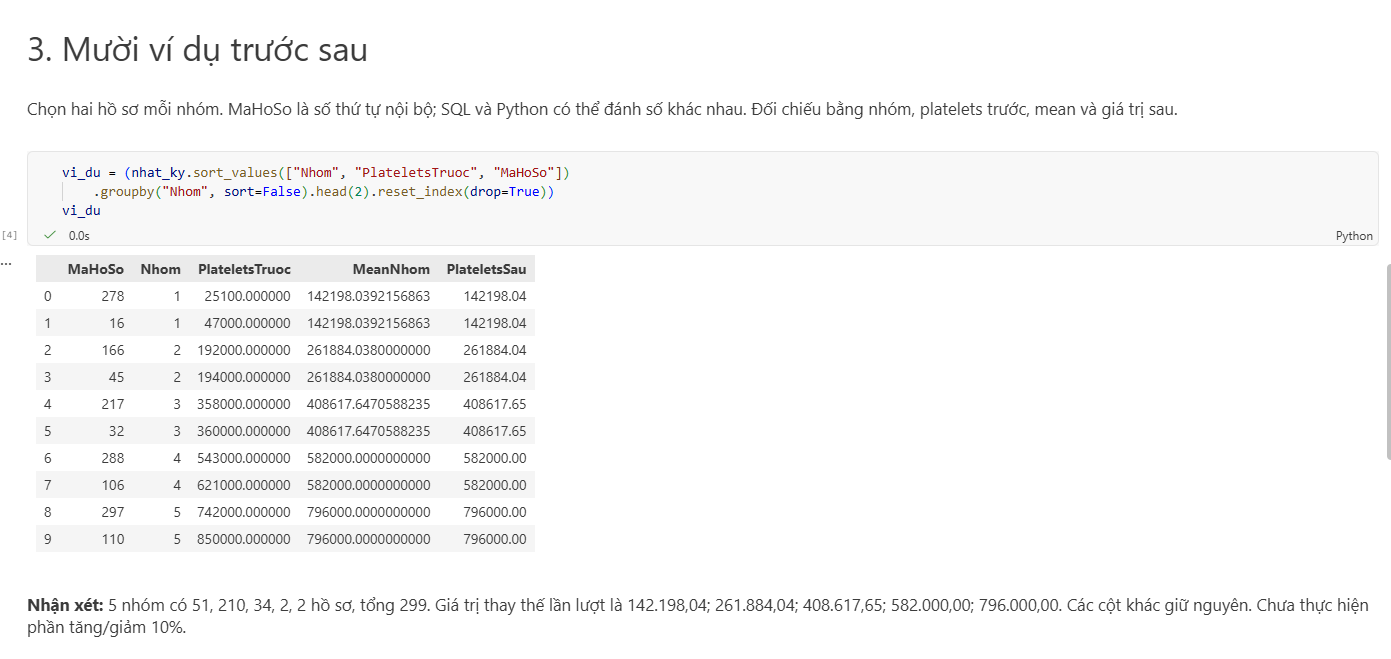 3. Mười ví dụ trước sau
Chọn hai hồ sơ mỗi nhóm. MaHoSo là số thứ tự nội bộ; SQL và Python có thể đánh số khác nhau. Đối chiếu bằng nhóm, platelets trước, mean và giá trị sau.
vi_du = (nhat_ky.sort_values(["Nhom", "PlateletsTruoc", "MaHoSo"])
.groupby("Nhom", sort=False).head(2).reset_index(drop=True))
vi_du
[4] 0.0s Python
...
MaHoSo Nhom PlateletsTruoc MeanNhom PlateletsSau
0 278 1 25100.000000 142198.0392156863 142198.04
1 16 1 47000.000000 142198.0392156863 142198.04
2 166 2 192000.000000 261884.0380000000 261884.04
3 45 2 194000.000000 261884.0380000000 261884.04
4 217 3 358000.000000 408617.6470588235 408617.65
5 32 3 360000.000000 408617.6470588235 408617.65
6 288 4 543000.000000 582000.0000000000 582000.00
7 106 4 621000.000000 582000.0000000000 582000.00
8 297 5 742000.000000 796000.0000000000 796000.00
9 110 5 850000.000000 796000.0000000000 796000.00
Nhận xét: 5 nhóm có 51, 210, 34, 2, 2 hồ sơ, tổng 299. Giá trị thay thế lần lượt là 142.198,04; 261.884,04; 408.617,65; 582.000,00; 796.000,00. Các cột khác giữ nguyên. Chưa thực hiện
phần tăng/giảm 10%.